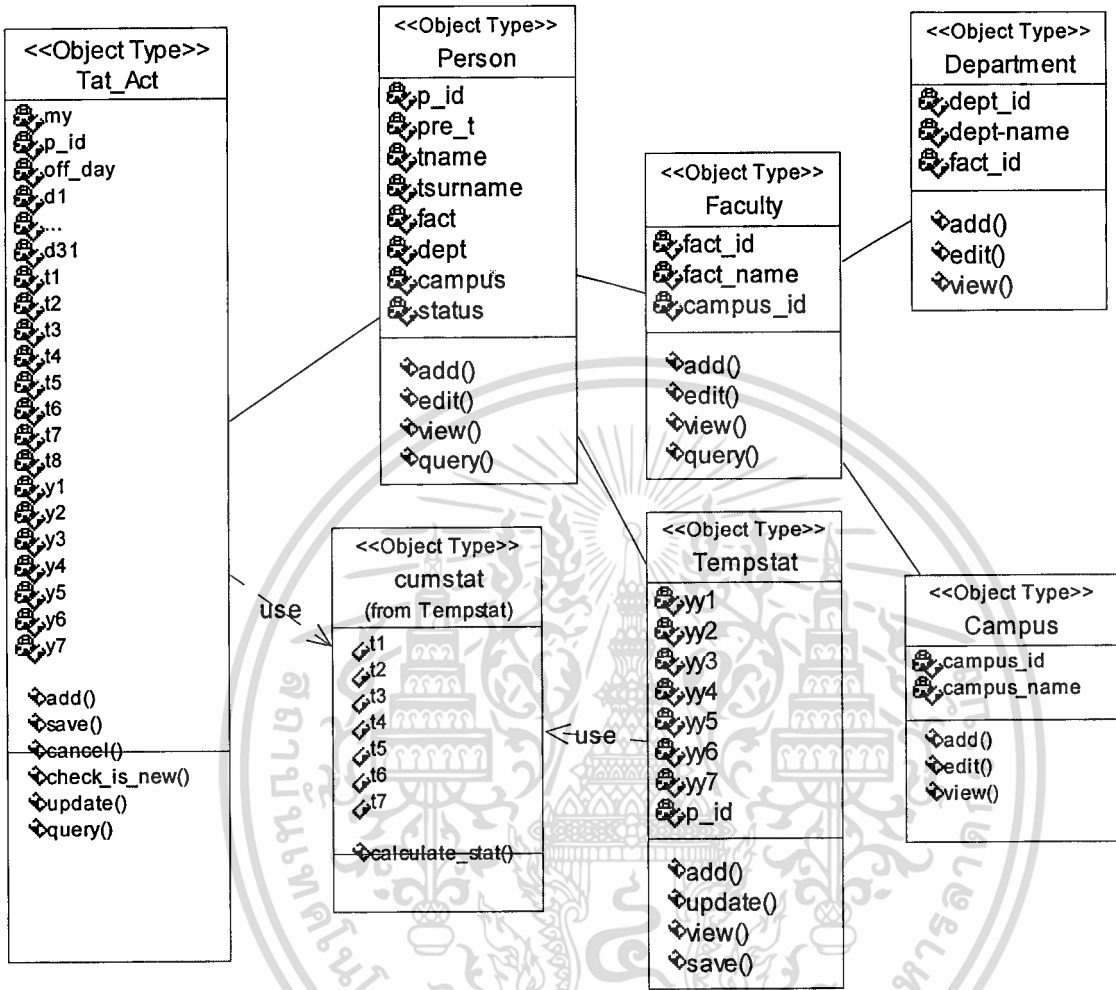 <<Object Type>>
Tat_Act
my
p_id
off_day
d1
...
d31
t1
t2
t3
t4
t5
t6
t7
t8
y1
y2
y3
y4
y5
y6
y7
add()
save()
cancel()
check_is_new()
update()
query()
<<Object Type>>
Person
p_id
pre_t
tname
tsurname
fact
dept
campus
status
add()
edit()
view()
query()
<<Object Type>>
Faculty
fact_id
fact_name
campus_id
add()
edit()
view()
query()
<<Object Type>>
Department
dept_id
dept-name
fact_id
add()
edit()
view()
use
<<Object Type>>
cumstat
(from Tempstat)
t1
t2
t3
t4
t5
t6
t7
calculate_stat()
use
<<Object Type>>
Tempstat
yy1
yy2
yy3
yy4
yy5
yy6
yy7
p_id
add()
update()
view()
save()
<<Object Type>>
Campus
campus_id
campus_name
add()
edit()
view()